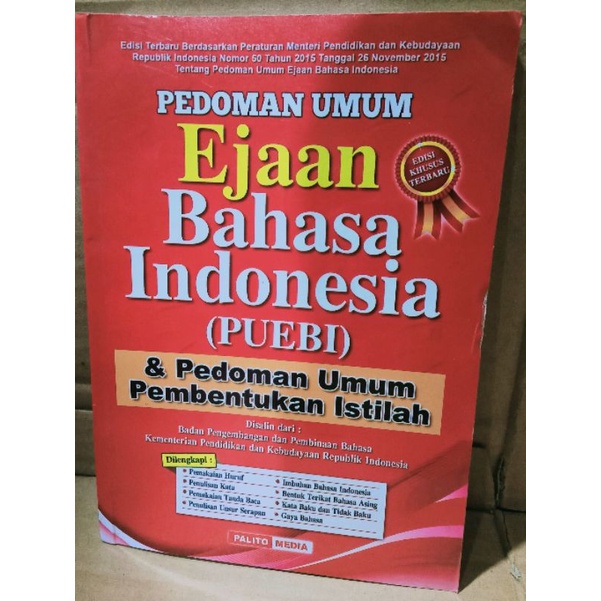 Edisi Terbaru Berdasarkan Peraturan Menteri Pendidikan dan Kebudayaan
Republik Indonesia Nomor 50 Tahun 2015 Tanggal 26 November 2015
Tentang Pedoman Umum Ejaan Bahasa Indonesia
PEDOMAN UMUM
Ejaan
Bahasa
Indonesia
(PUEBI)
EDISI
KHUSUS
TERBARU
& Pedoman Umum
Pembentukan Istilah
Disalin dari :
Badan Pengembangan dan Pembinaan Bahasa
Kementerian Pendidikan dan Kebudayaan Republik Indonesia
Dilengkapi :
• Pemakaian Huruf
• Penulisan Kata
• Pemakaian Tanda Baca
• Penulisan Unsur Serapan
• Imbuhan Bahasa Indonesia
• Bentuk Terikat Bahasa Asing
• Kata Baku dan Tidak Baku
• Gaya Bahasa
PALITO MEDIA